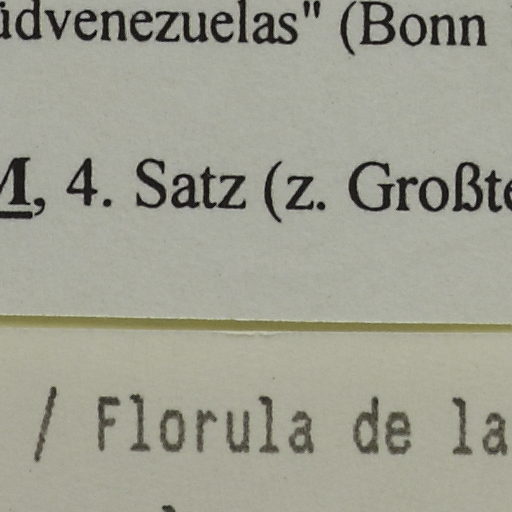 üdvenezuelas" (Bonn
M, 4. Satz (z. Großte
/ Florula de la